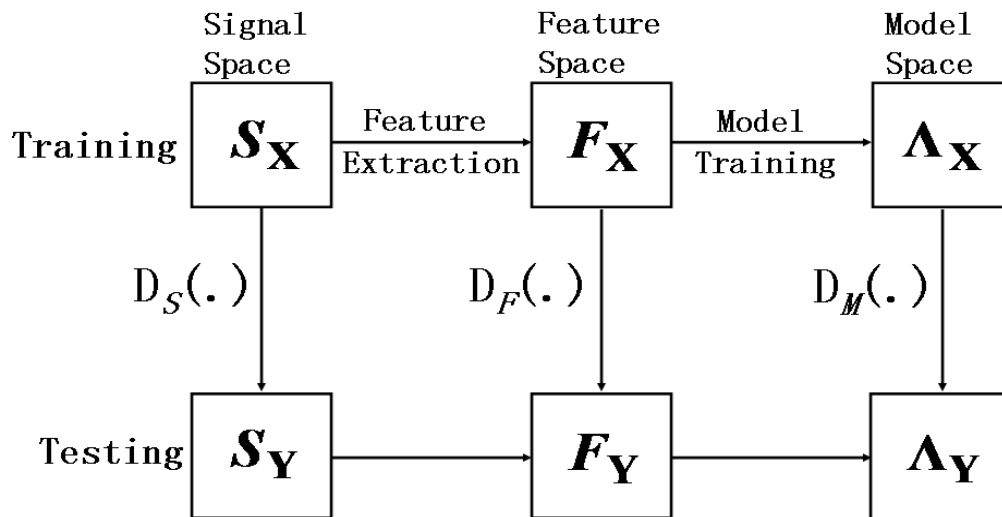 Signal
Space
Feature
Space
Model
Space
Training
S_X
Feature
Extraction
F_X
Model
Training
Λ_X
D_S(.)
D_F(.)
D_M(.)
Testing
S_Y
F_Y
Λ_Y